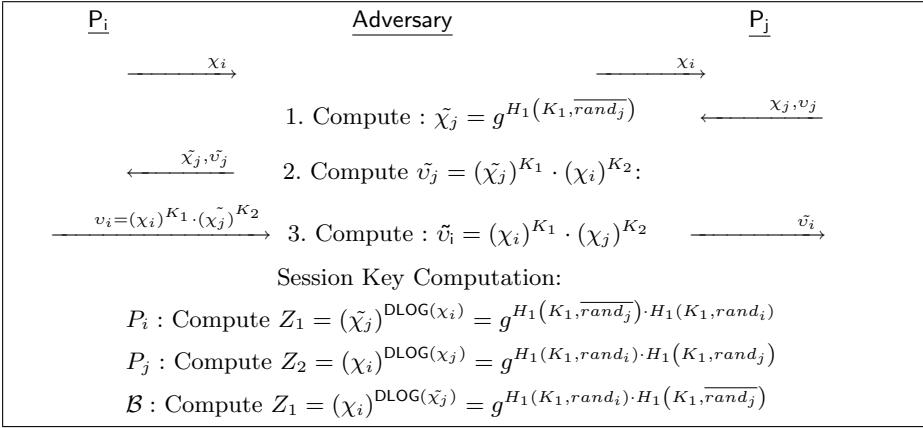 P_i Adversary P_j
χ_i χ_i
1. Compute : χ̃_j = g^{H_1(K_1, \overline{rand_j})} χ_j, υ_j
χ̃_j, υ̃_j 2. Compute υ̃_j = (χ̃_j)^{K_1} · (χ_i)^{K_2}:
υ_i=(χ_i)^{K_1}·(χ̃_j)^{K_2} 3. Compute : υ̃_i = (χ_i)^{K_1} · (χ_j)^{K_2} υ̃_i
Session Key Computation:
P_i : Compute Z_1 = (χ̃_j)^{DLOG(χ_i)} = g^{H_1(K_1, \overline{rand_j})·H_1(K_1,rand_i)}
P_j : Compute Z_2 = (χ_i)^{DLOG(χ_j)} = g^{H_1(K_1,rand_i)·H_1(K_1,rand_j)}
ℬ : Compute Z_1 = (χ_i)^{DLOG(χ̃_j)} = g^{H_1(K_1,rand_i)·H_1(K_1, \overline{rand_j})}